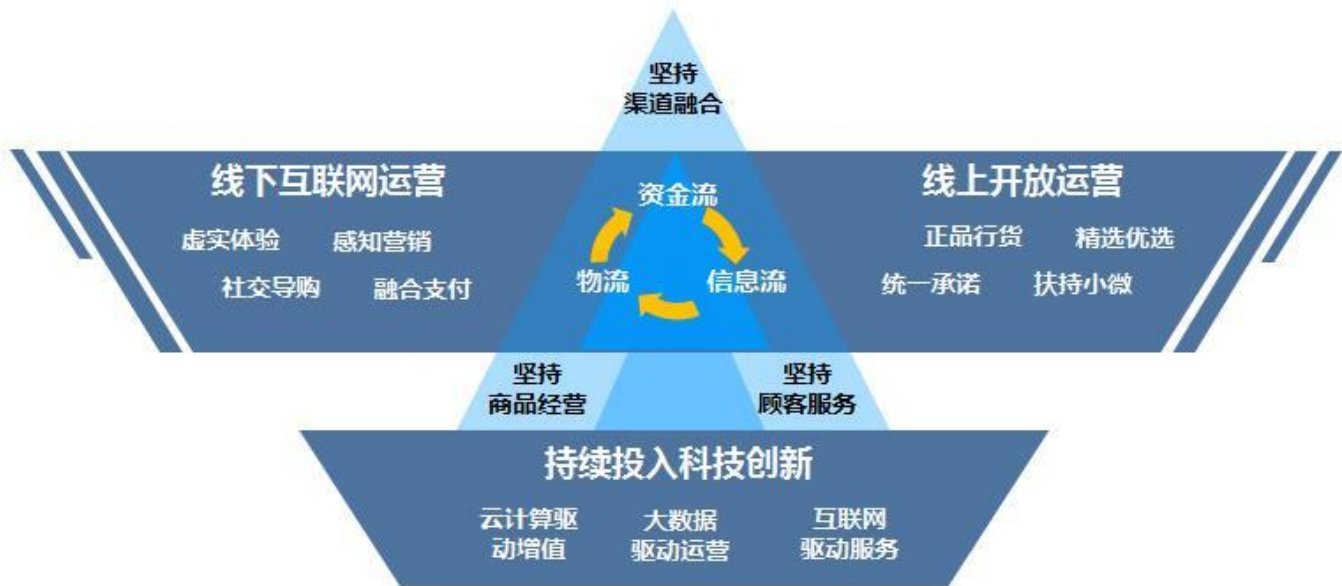 坚持
渠道融合
线下互联网运营
虚实体验 感知营销
社交导购 融合支付
资金流
物流 信息流
线上开放运营
正品行货 精选优选
统一承诺 扶持小微
坚持
商品经营
坚持
顾客服务
持续投入科技创新
云计算驱
动增值
大数据
驱动运营
互联网
驱动服务